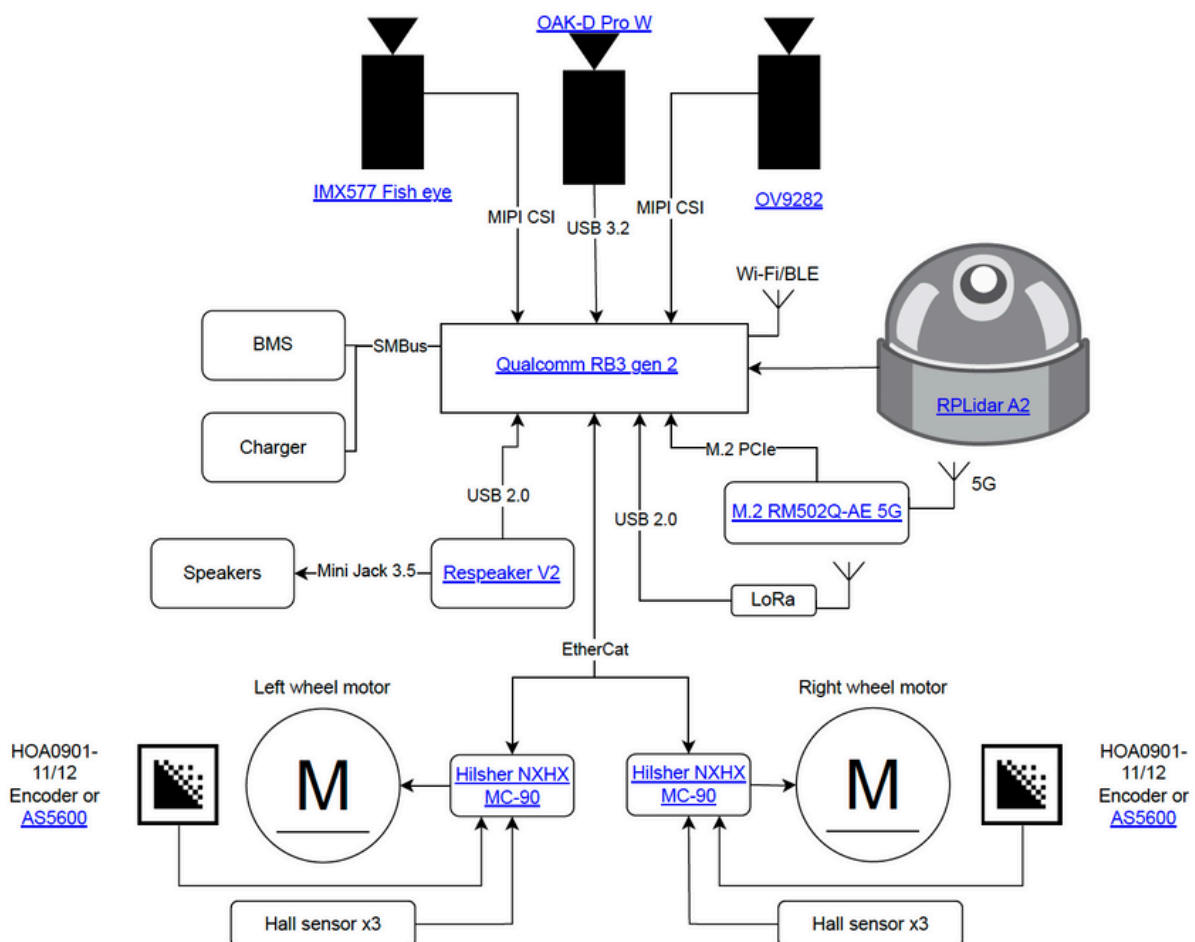 OAK-D Pro W
IMX577 Fish eye
OV9282
MIPI CSI
USB 3.2
MIPI CSI
Wi-Fi/BLE
BMS
SMBus
Qualcomm RB3 gen 2
RPLidar A2
Charger
M.2 PCIe
5G
USB 2.0
USB 2.0
M.2 RM502Q-AE 5G
Speakers
Mini Jack 3.5
Respeaker V2
LoRa
EtherCat
Left wheel motor
Right wheel motor
HOA0901-
11/12
Encoder or
AS5600
M
Hilsher NXHX
MC-90
Hilsher NXHX
MC-90
M
HOA0901-
11/12
Encoder or
AS5600
Hall sensor x3
Hall sensor x3